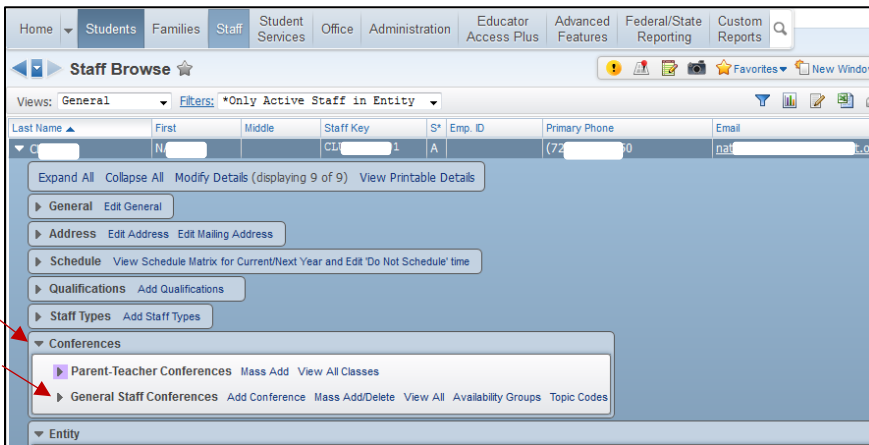 Home Students Families Staff Student Services Office Administration Educator Access Plus Advanced Features Federal/State Reporting Custom Reports
Staff Browse
Favorites New Window
Views: General Filters: *Only Active Staff in Entity
Last Name First Middle Staff Key S* Emp. ID Primary Phone Email
1 A (72 50
Expand All Collapse All Modify Details (displaying 9 of 9) View Printable Details
General Edit General
Address Edit Address Edit Mailing Address
Schedule View Schedule Matrix for Current/Next Year and Edit 'Do Not Schedule' time
Qualifications Add Qualifications
Staff Types Add Staff Types
Conferences
Parent-Teacher Conferences Mass Add View All Classes
General Staff Conferences Add Conference Mass Add/Delete View All Availability Groups Topic Codes
Entity